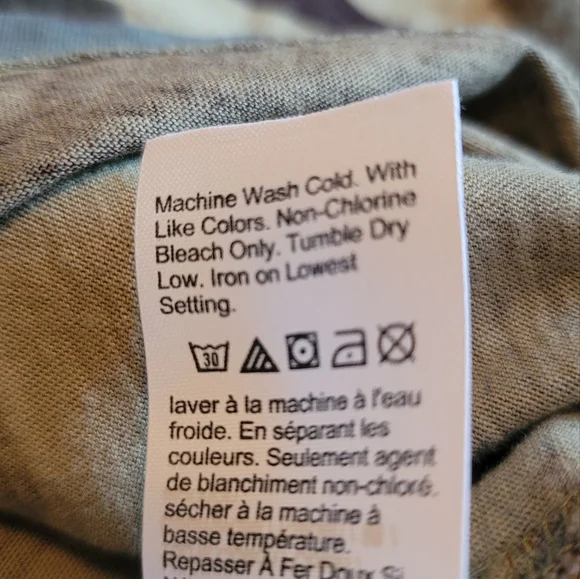 Machine Wash Cold. With
Like Colors. Non-Chlorine
Bleach Only. Tumble Dry
Low. Iron on Lowest
Setting.
30
laver à la machine à l'eau
froide. En séparant les
couleurs. Seulement agent
de blanchiment non-chloré.
sécher à la machine à
basse température.
Repasser À Fer Doux Si